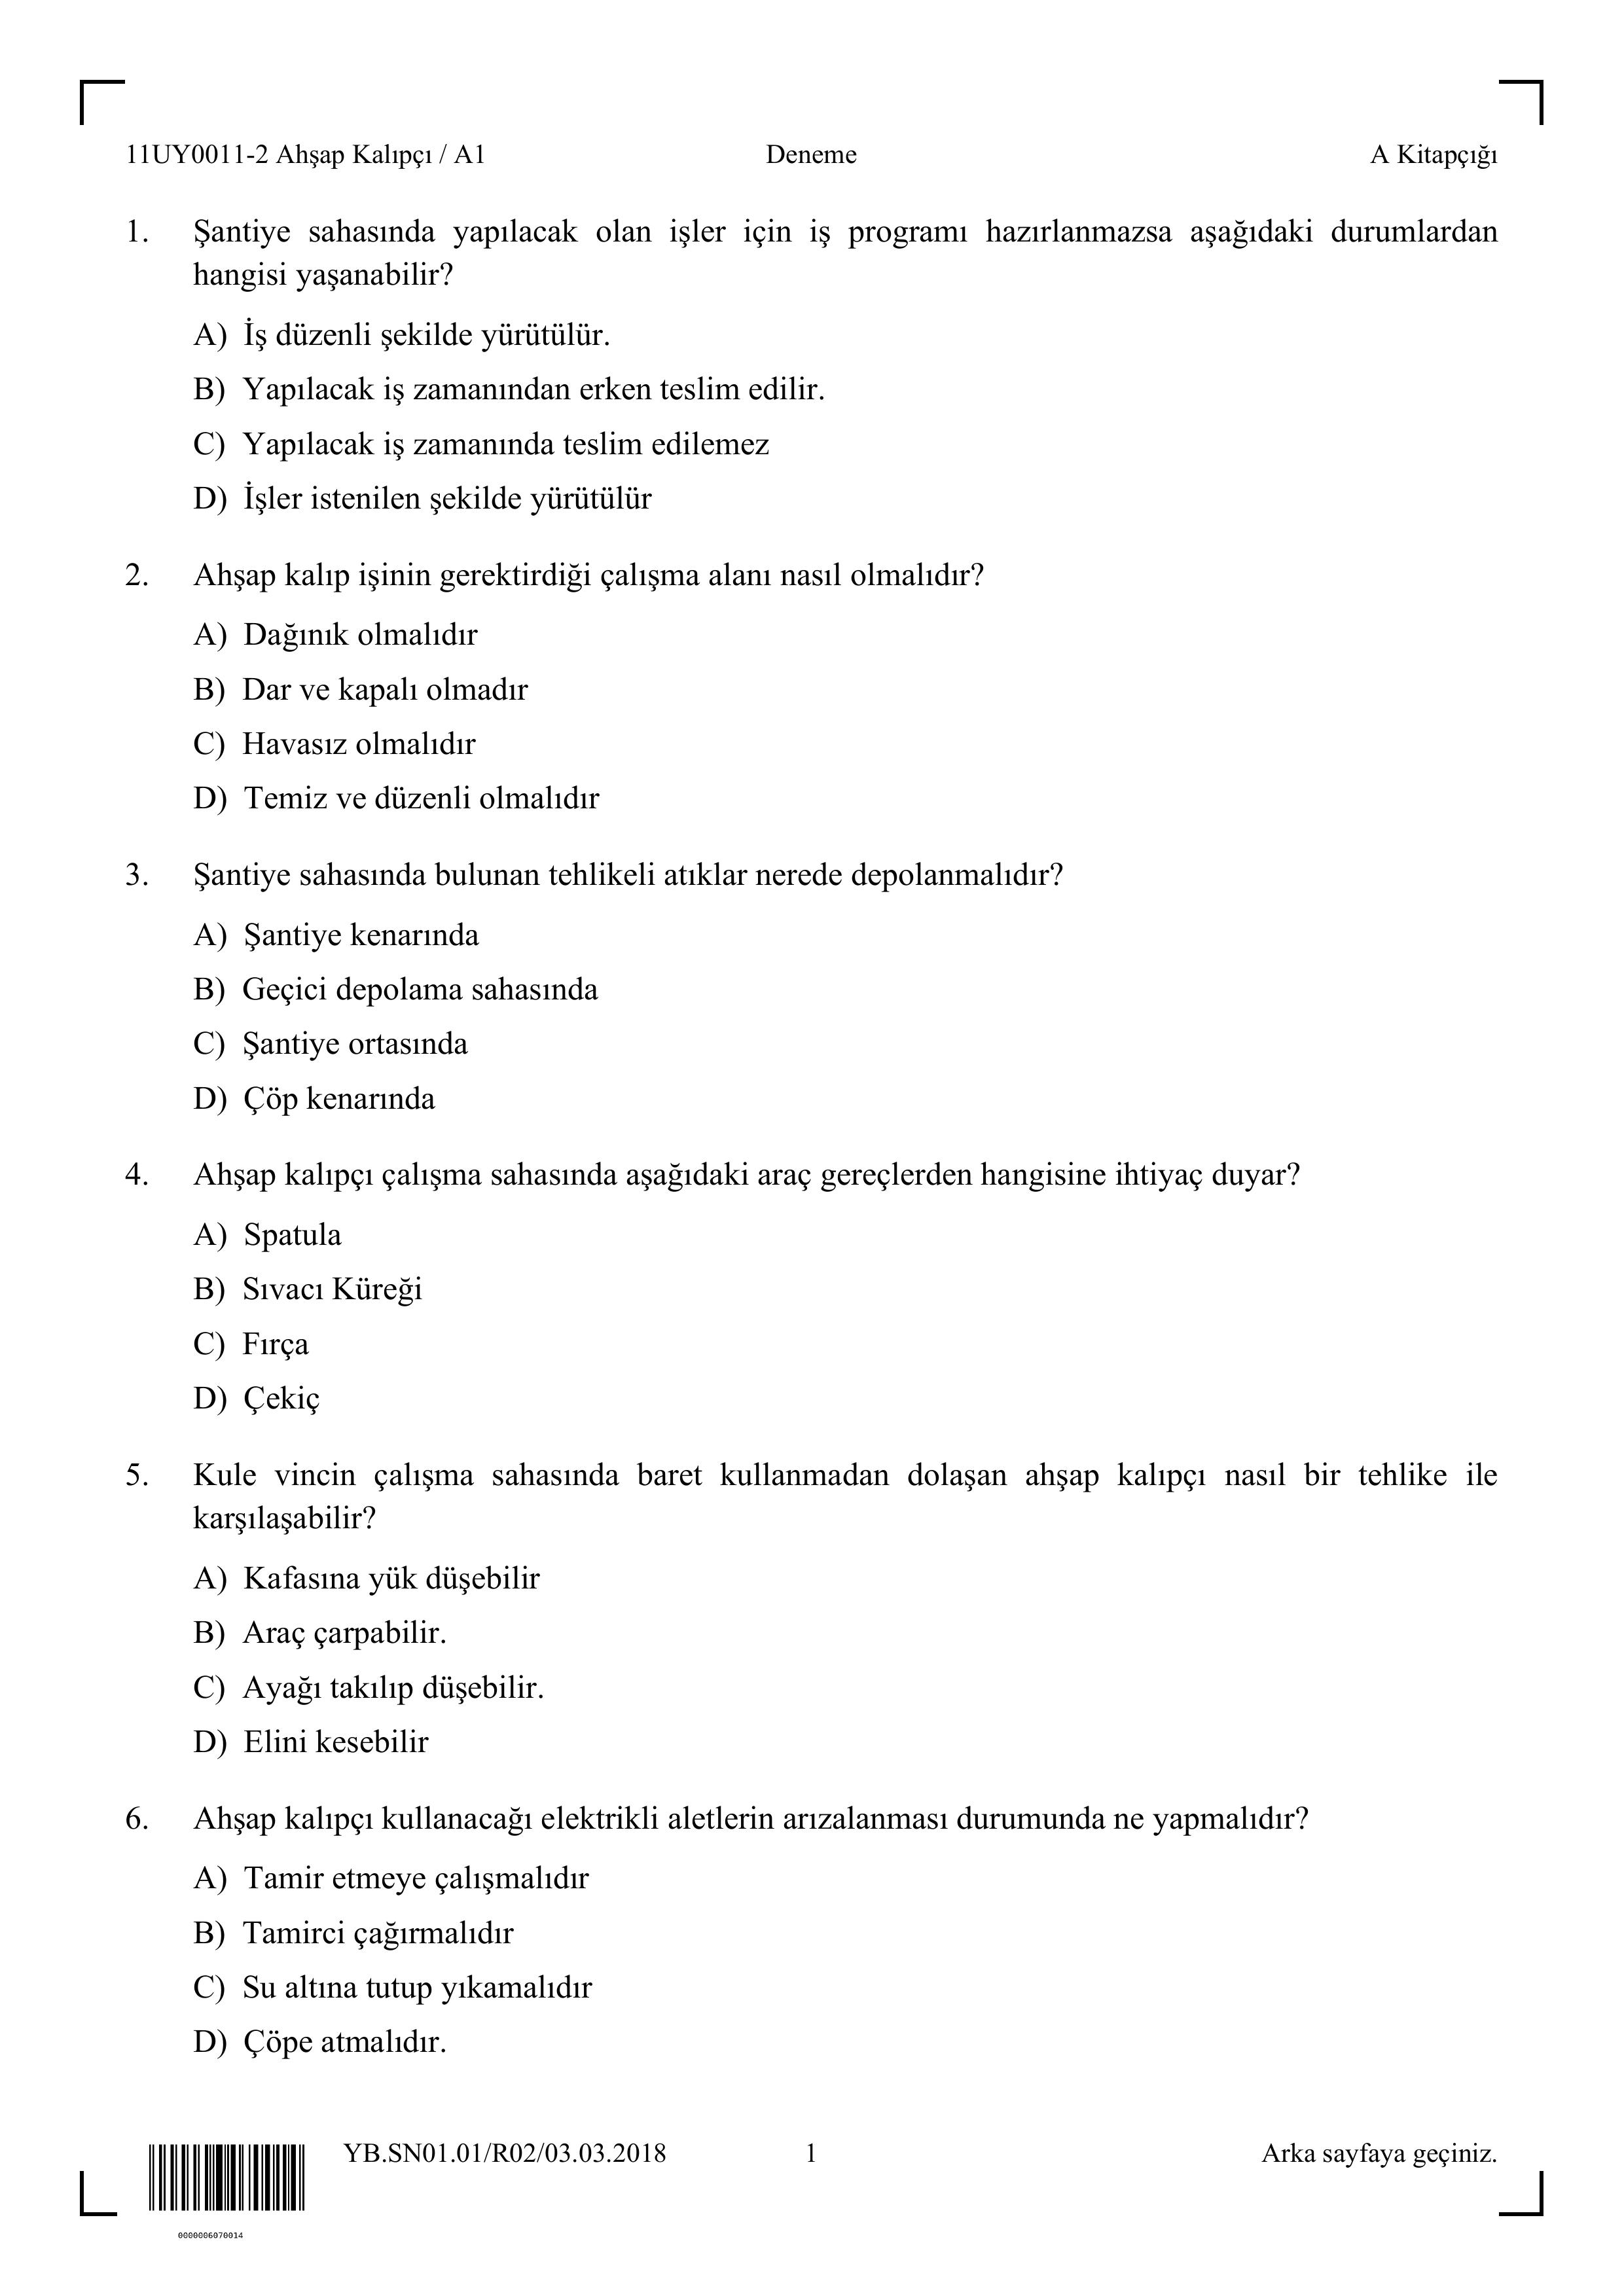 11UY0011-2 Ahşap Kalıpçı / A1 Deneme A Kitapçığı
1. Şantiye sahasında yapılacak olan işler için iş programı hazırlanmazsa aşağıdaki durumlardan
hangisi yaşanabilir?
A) İş düzenli şekilde yürütülür.
B) Yapılacak iş zamanından erken teslim edilir.
C) Yapılacak iş zamanında teslim edilemez
D) İşler istenilen şekilde yürütülür
2. Ahşap kalıp işinin gerektirdiği çalışma alanı nasıl olmalıdır?
A) Dağınık olmalıdır
B) Dar ve kapalı olmadır
C) Havasız olmalıdır
D) Temiz ve düzenli olmalıdır
3. Şantiye sahasında bulunan tehlikeli atıklar nerede depolanmalıdır?
A) Şantiye kenarında
B) Geçici depolama sahasında
C) Şantiye ortasında
D) Çöp kenarında
4. Ahşap kalıpçı çalışma sahasında aşağıdaki araç gereçlerden hangisine ihtiyaç duyar?
A) Spatula
B) Sıvacı Küreği
C) Fırça
D) Çekiç
5. Kule vincin çalışma sahasında baret kullanmadan dolaşan ahşap kalıpçı nasıl bir tehlike ile
karşılaşabilir?
A) Kafasına yük düşebilir
B) Araç çarpabilir.
C) Ayağı takılıp düşebilir.
D) Elini kesebilir
6. Ahşap kalıpçı kullanacağı elektrikli aletlerin arızalanması durumunda ne yapmalıdır?
A) Tamir etmeye çalışmalıdır
B) Tamirci çağırmalıdır
C) Su altına tutup yıkamalıdır
D) Çöpe atmalıdır.
YB.SN01.01/R02/03.03.2018 1 Arka sayfaya geçiniz.
0000006070014